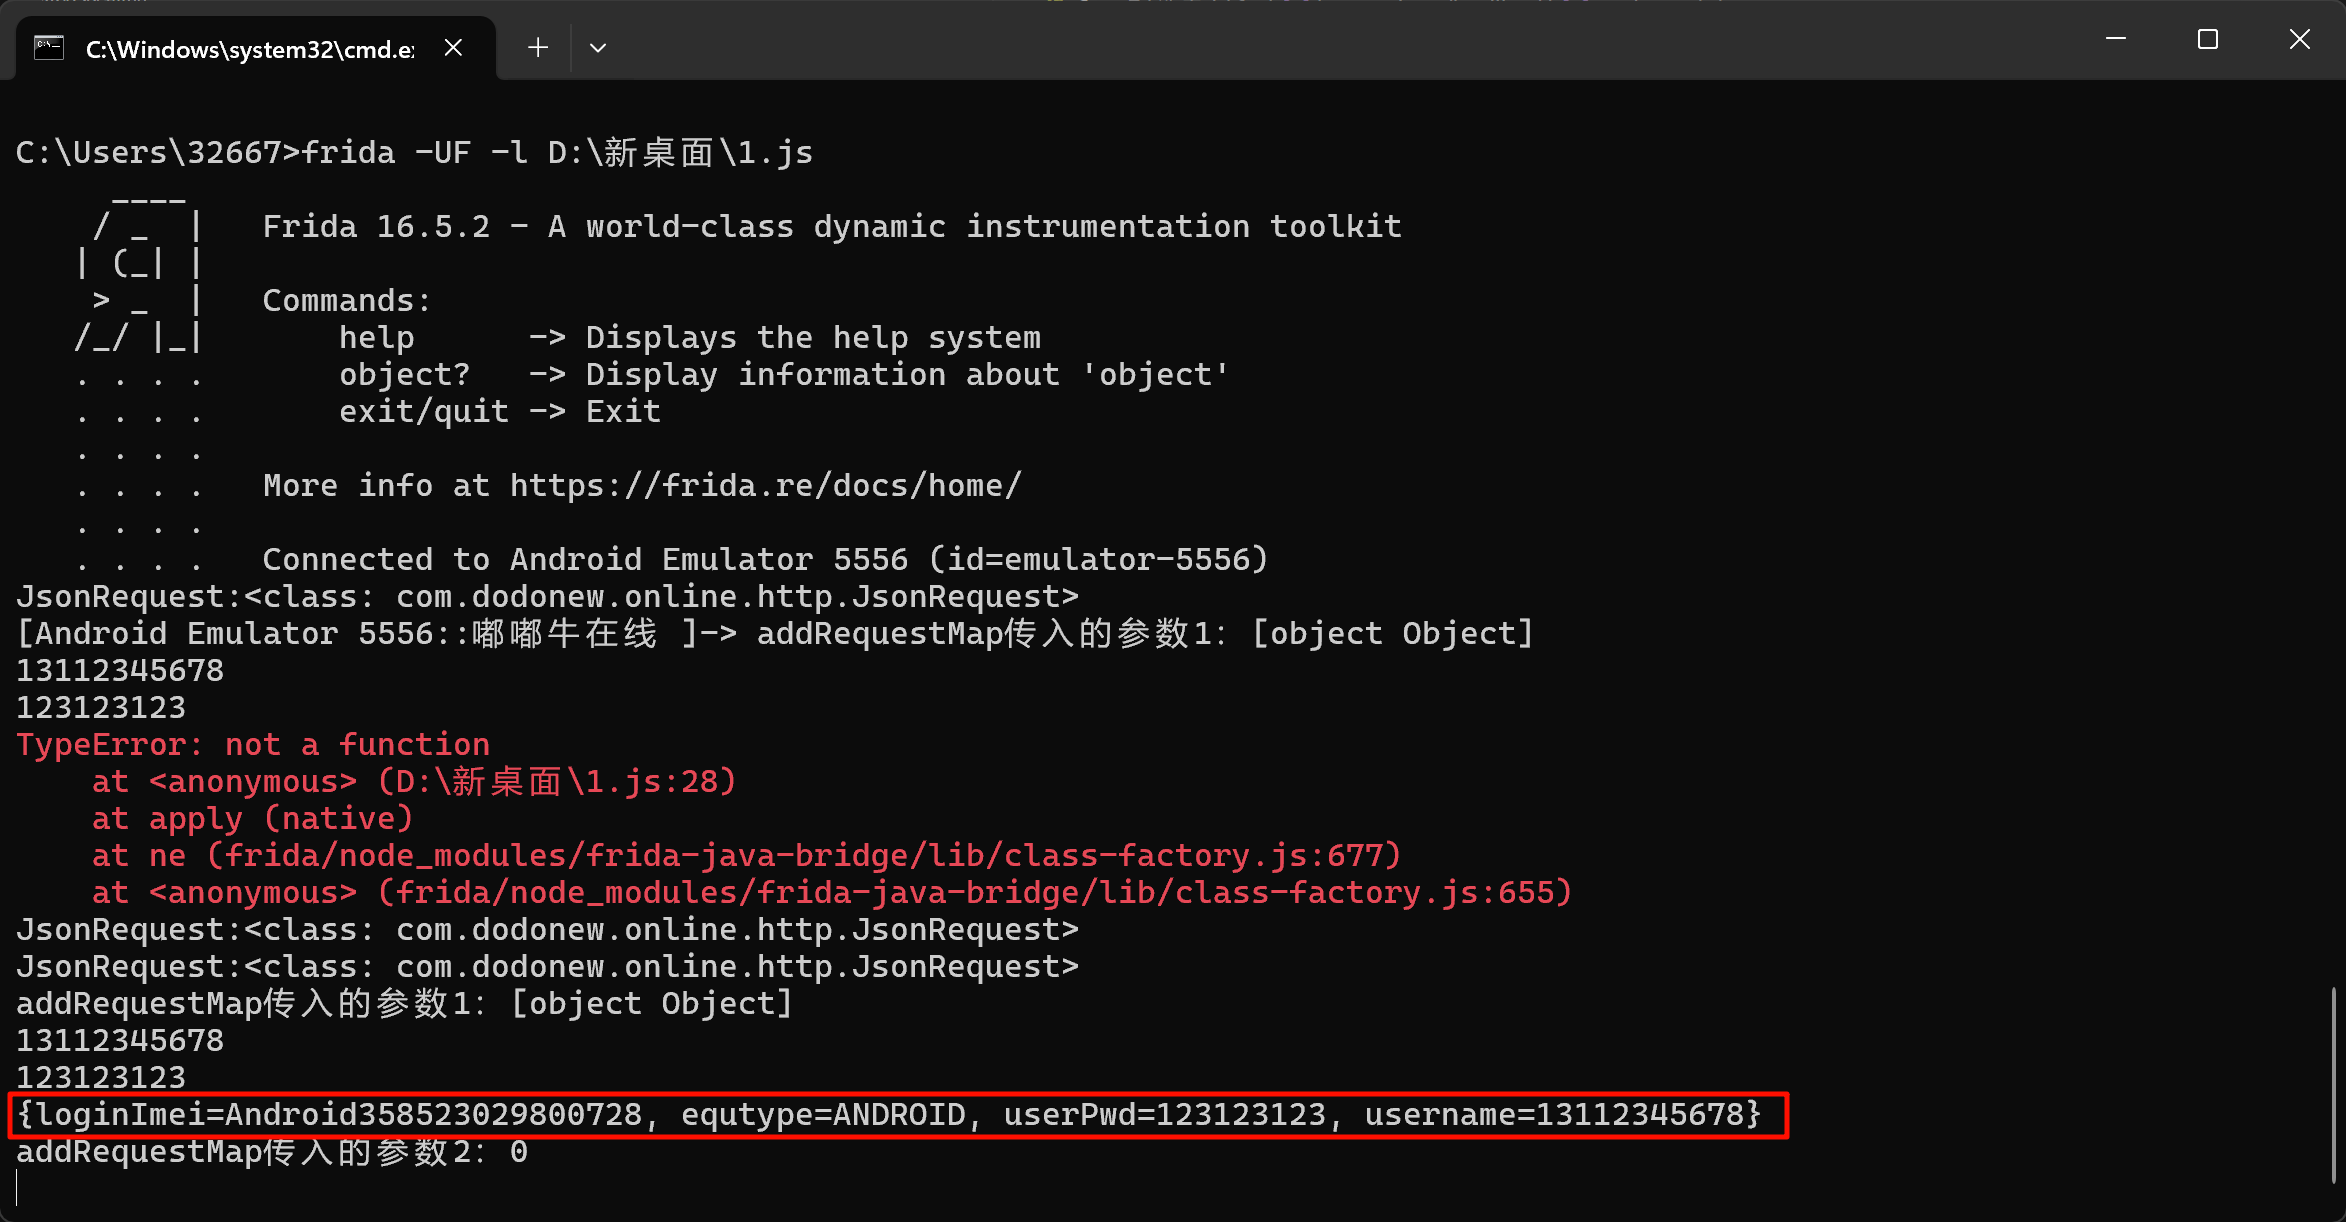 C:\Windows\system32\cmd.e
C:\Users\32667>frida -UF -l D:\新桌面\1.js
     ____
    / _  |   Frida 16.5.2 - A world-class dynamic instrumentation toolkit
   | (_| |
    > _  |   Commands:
   /_/ |_|       help      -> Displays the help system
   . . . .       object?   -> Display information about 'object'
   . . . .       exit/quit -> Exit
   . . . .
   . . . .   More info at https://frida.re/docs/home/
   . . . .
   . . . .   Connected to Android Emulator 5556 (id=emulator-5556)
JsonRequest:<class: com.dodonew.online.http.JsonRequest>
[Android Emulator 5556::嘟嘟牛在线 ]-> addRequestMap传入的参数1: [object Object]
13112345678
123123123
TypeError: not a function
    at <anonymous> (D:\新桌面\1.js:28)
    at apply (native)
    at ne (frida/node_modules/frida-java-bridge/lib/class-factory.js:677)
    at <anonymous> (frida/node_modules/frida-java-bridge/lib/class-factory.js:655)
JsonRequest:<class: com.dodonew.online.http.JsonRequest>
JsonRequest:<class: com.dodonew.online.http.JsonRequest>
addRequestMap传入的参数1: [object Object]
13112345678
123123123
{loginImei=Android358523029800728, equtype=ANDROID, userPwd=123123123, username=13112345678}
addRequestMap传入的参数2: 0